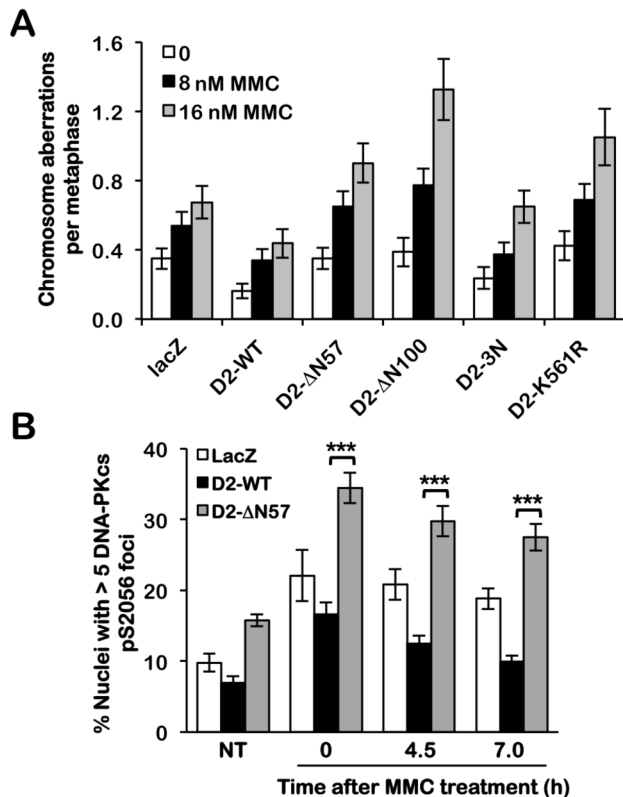 A
Chromosome aberrations
per metaphase
1.6
1.2
0.8
0.4
0.0
0
8 nM MMC
16 nM MMC
lacZ
D2-WT
D2-ΔN57
D2-ΔN100
D2-3N
D2-K561R
B
% Nuclei with > 5 DNA-PKcs
pS2056 foci
40
30
20
10
0
LacZ
D2-WT
D2-ΔN57
***
***
***
NT
0
4.5
7.0
Time after MMC treatment (h)